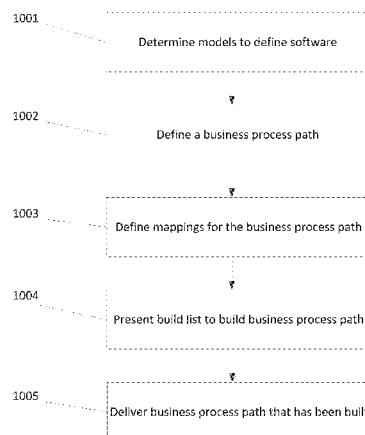 1001
Determine models to define software
1002
Define a business process path
1003
Define mappings for the business process path
1004
Present build list to build business process path
1005
Deliver business process path that has been buil